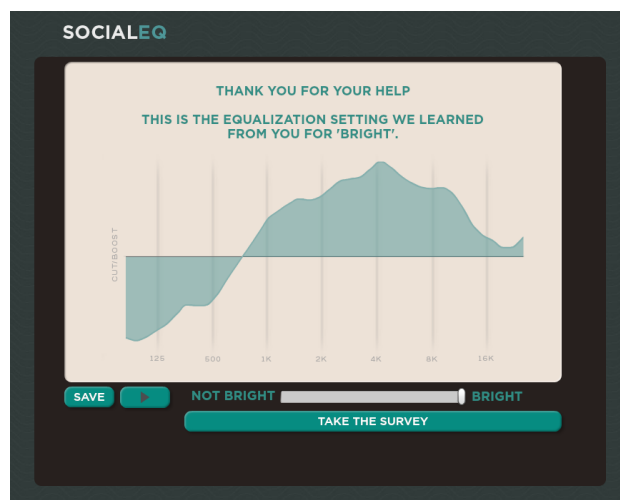 SOCIALEQ
THANK YOU FOR YOUR HELP
THIS IS THE EQUALIZATION SETTING WE LEARNED
FROM YOU FOR 'BRIGHT'.
CUT/BOOST
125 500 1K 2K 4K 8K 16K
SAVE
NOT BRIGHT BRIGHT
TAKE THE SURVEY